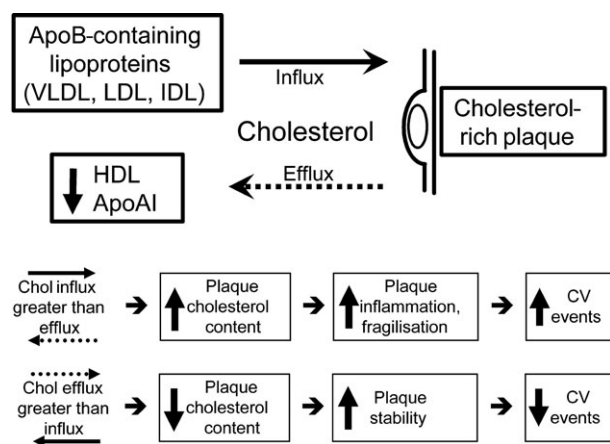 ApoB-containing
lipoproteins
(VLDL, LDL, IDL)
Influx
Cholesterol
Cholesterol-
rich plaque
Efflux
HDL
ApoAI
Chol influx
greater than
efflux
Plaque
cholesterol
content
Plaque
inflammation,
fragilisation
CV
events
Chol efflux
greater than
influx
Plaque
cholesterol
content
Plaque
stability
CV
events